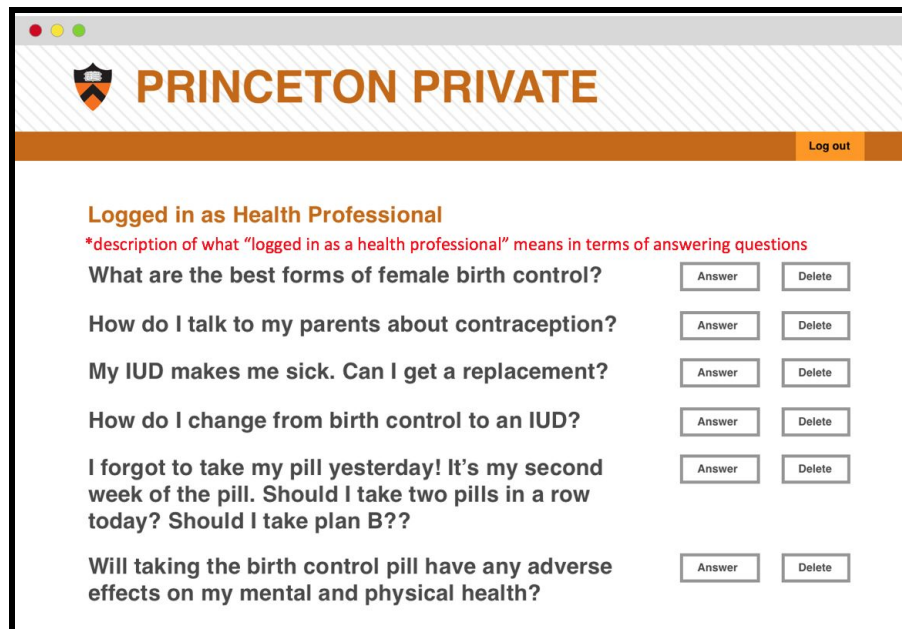 PRINCETON PRIVATE
Log out
Logged in as Health Professional
*description of what “logged in as a health professional” means in terms of answering questions
What are the best forms of female birth control? Answer Delete
How do I talk to my parents about contraception? Answer Delete
My IUD makes me sick. Can I get a replacement? Answer Delete
How do I change from birth control to an IUD? Answer Delete
I forgot to take my pill yesterday! It’s my second Answer Delete
week of the pill. Should I take two pills in a row
today? Should I take plan B??
Will taking the birth control pill have any adverse Answer Delete
effects on my mental and physical health?